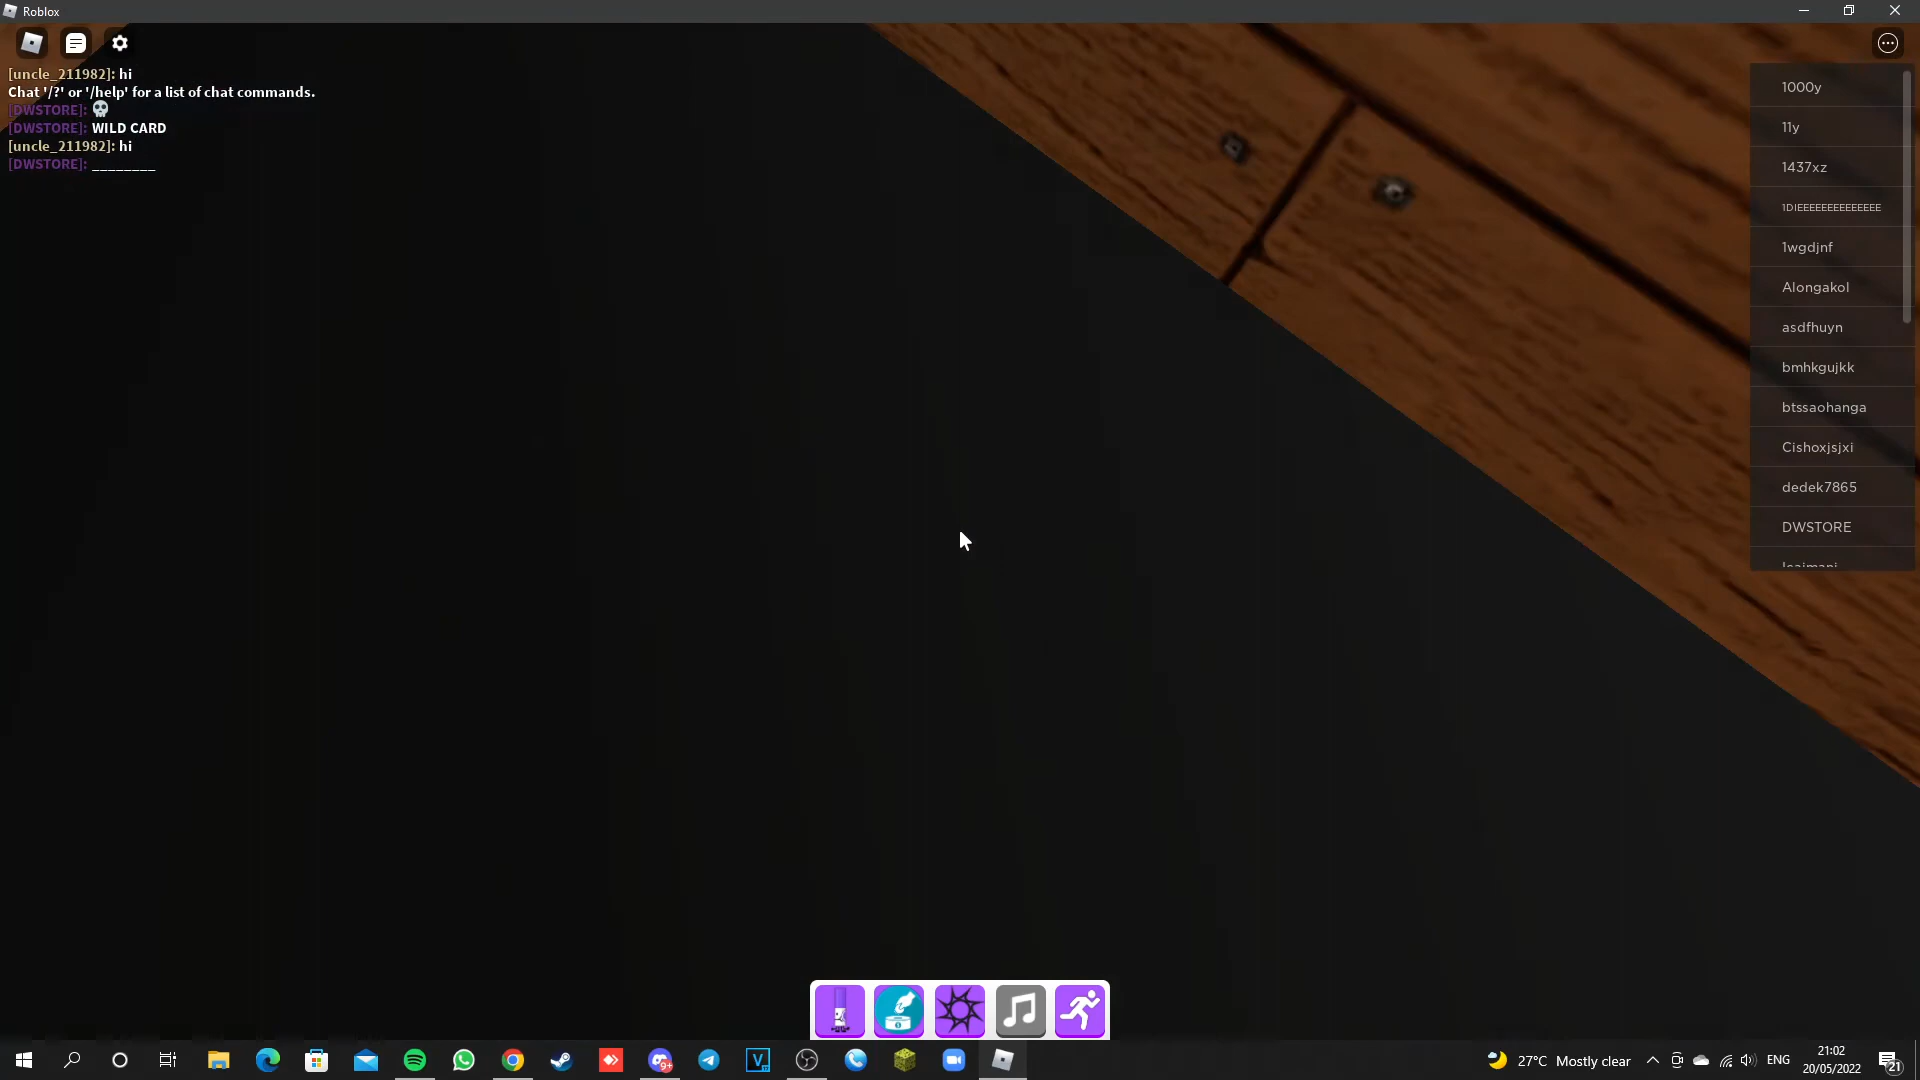 Roblox
[uncle_211982]: hi
Chat '/?' or '/help' for a list of chat commands.
[DWSTORE]: 💀
[DWSTORE]: WILD CARD
[uncle_211982]: hi
[DWSTORE]: ________
1000y
11y
1437xz
1DIEEEEEEEEEEEEEE
1wgdjnf
Alongakol
asdfhuyn
bmhkgujkk
btssaohanga
Cishoxjsjxi
dedek7865
DWSTORE
9+
27°C Mostly clear
ENG
21:02
20/05/2022
21